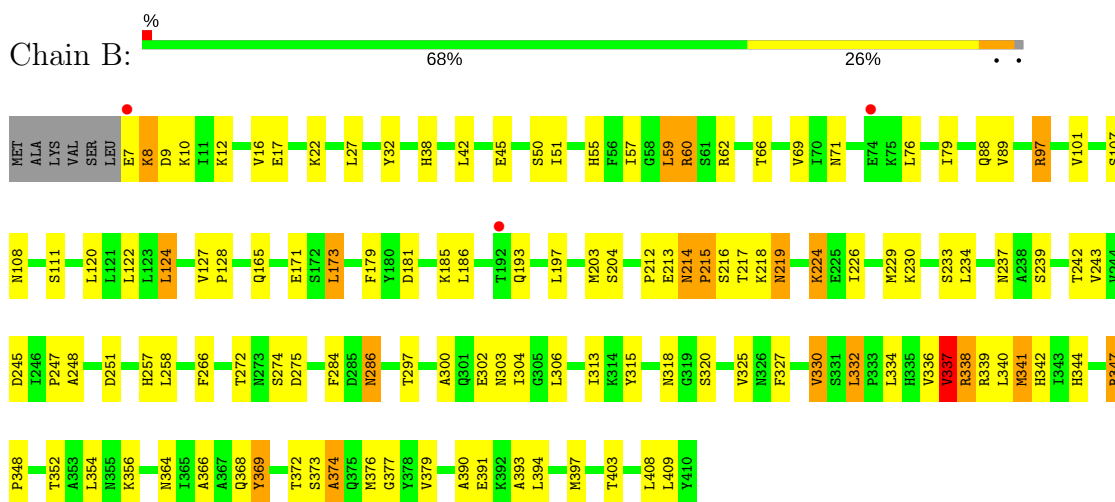 %
Chain B:
68% 26% • •
MET ALA LYS VAL SER LEU E7 K8 D9 K10 I11 K12 V16 E17 K22 L27 Y32 H38 L42 E45 S50 I51 H55 F56 I57 G58 L59 R60 S61 R62 T66 V69 I70 N71 E74 K75 L76 I79 Q88 V89 R97 V101 S107
N108 S111 L120 L121 L122 L123 L124 V127 P128 Q165 E171 S172 L173 F179 Y180 D181 K185 L186 T192 Q193 L197 M203 S204 P212 E213 N214 P215 S216 T217 K218 N219 K224 E225 I226 M229 K230 S233 L234 N237 A238 S239 T242 V243
D245 I246 P247 A248 D251 H257 L258 F266 T272 N273 S274 D275 F284 D285 N286 T297 A300 Q301 E302 N303 I304 G305 L306 I313 K314 Y315 N318 G319 S320 V325 N326 F327 V330 S331 L332 P333 L334 H335 V336 V337 R338 R339 L340 M341 H342 I343 H344
P348 T352 A353 L354 N355 K356 N364 I365 A366 A367 Q368 Y369 T372 S373 A374 Q375 M376 G377 Y378 V379 A390 E391 K392 A393 L394 M397 T403 L408 L409 Y410